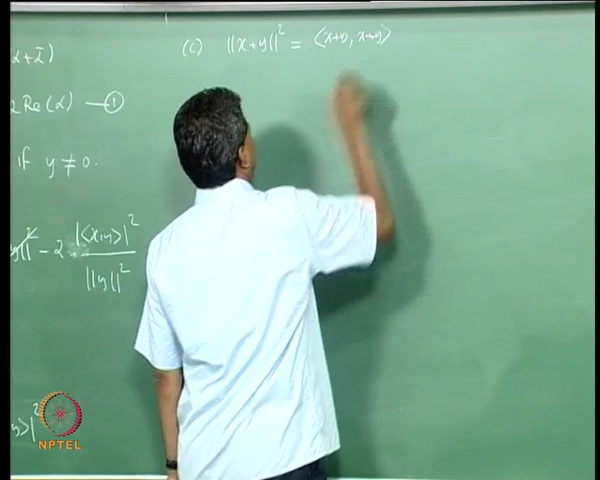 α+ᾱ)
(c) ||x+y||² = ⟨x+y, x+y⟩
2 Re(α) —①
if y ≠ 0.
y||² - 2 |⟨x,y⟩|² / ||y||²
y⟩|²
NPTEL